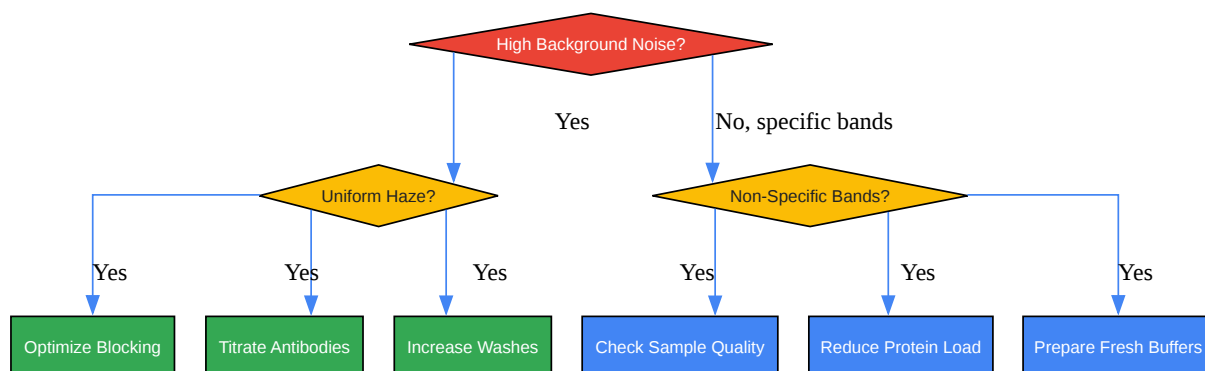 High Background Noise?
Yes
No, specific bands
Uniform Haze?
Non-Specific Bands?
Yes
Yes
Yes
Yes
Yes
Yes
Optimize Blocking
Titrate Antibodies
Increase Washes
Check Sample Quality
Reduce Protein Load
Prepare Fresh Buffers